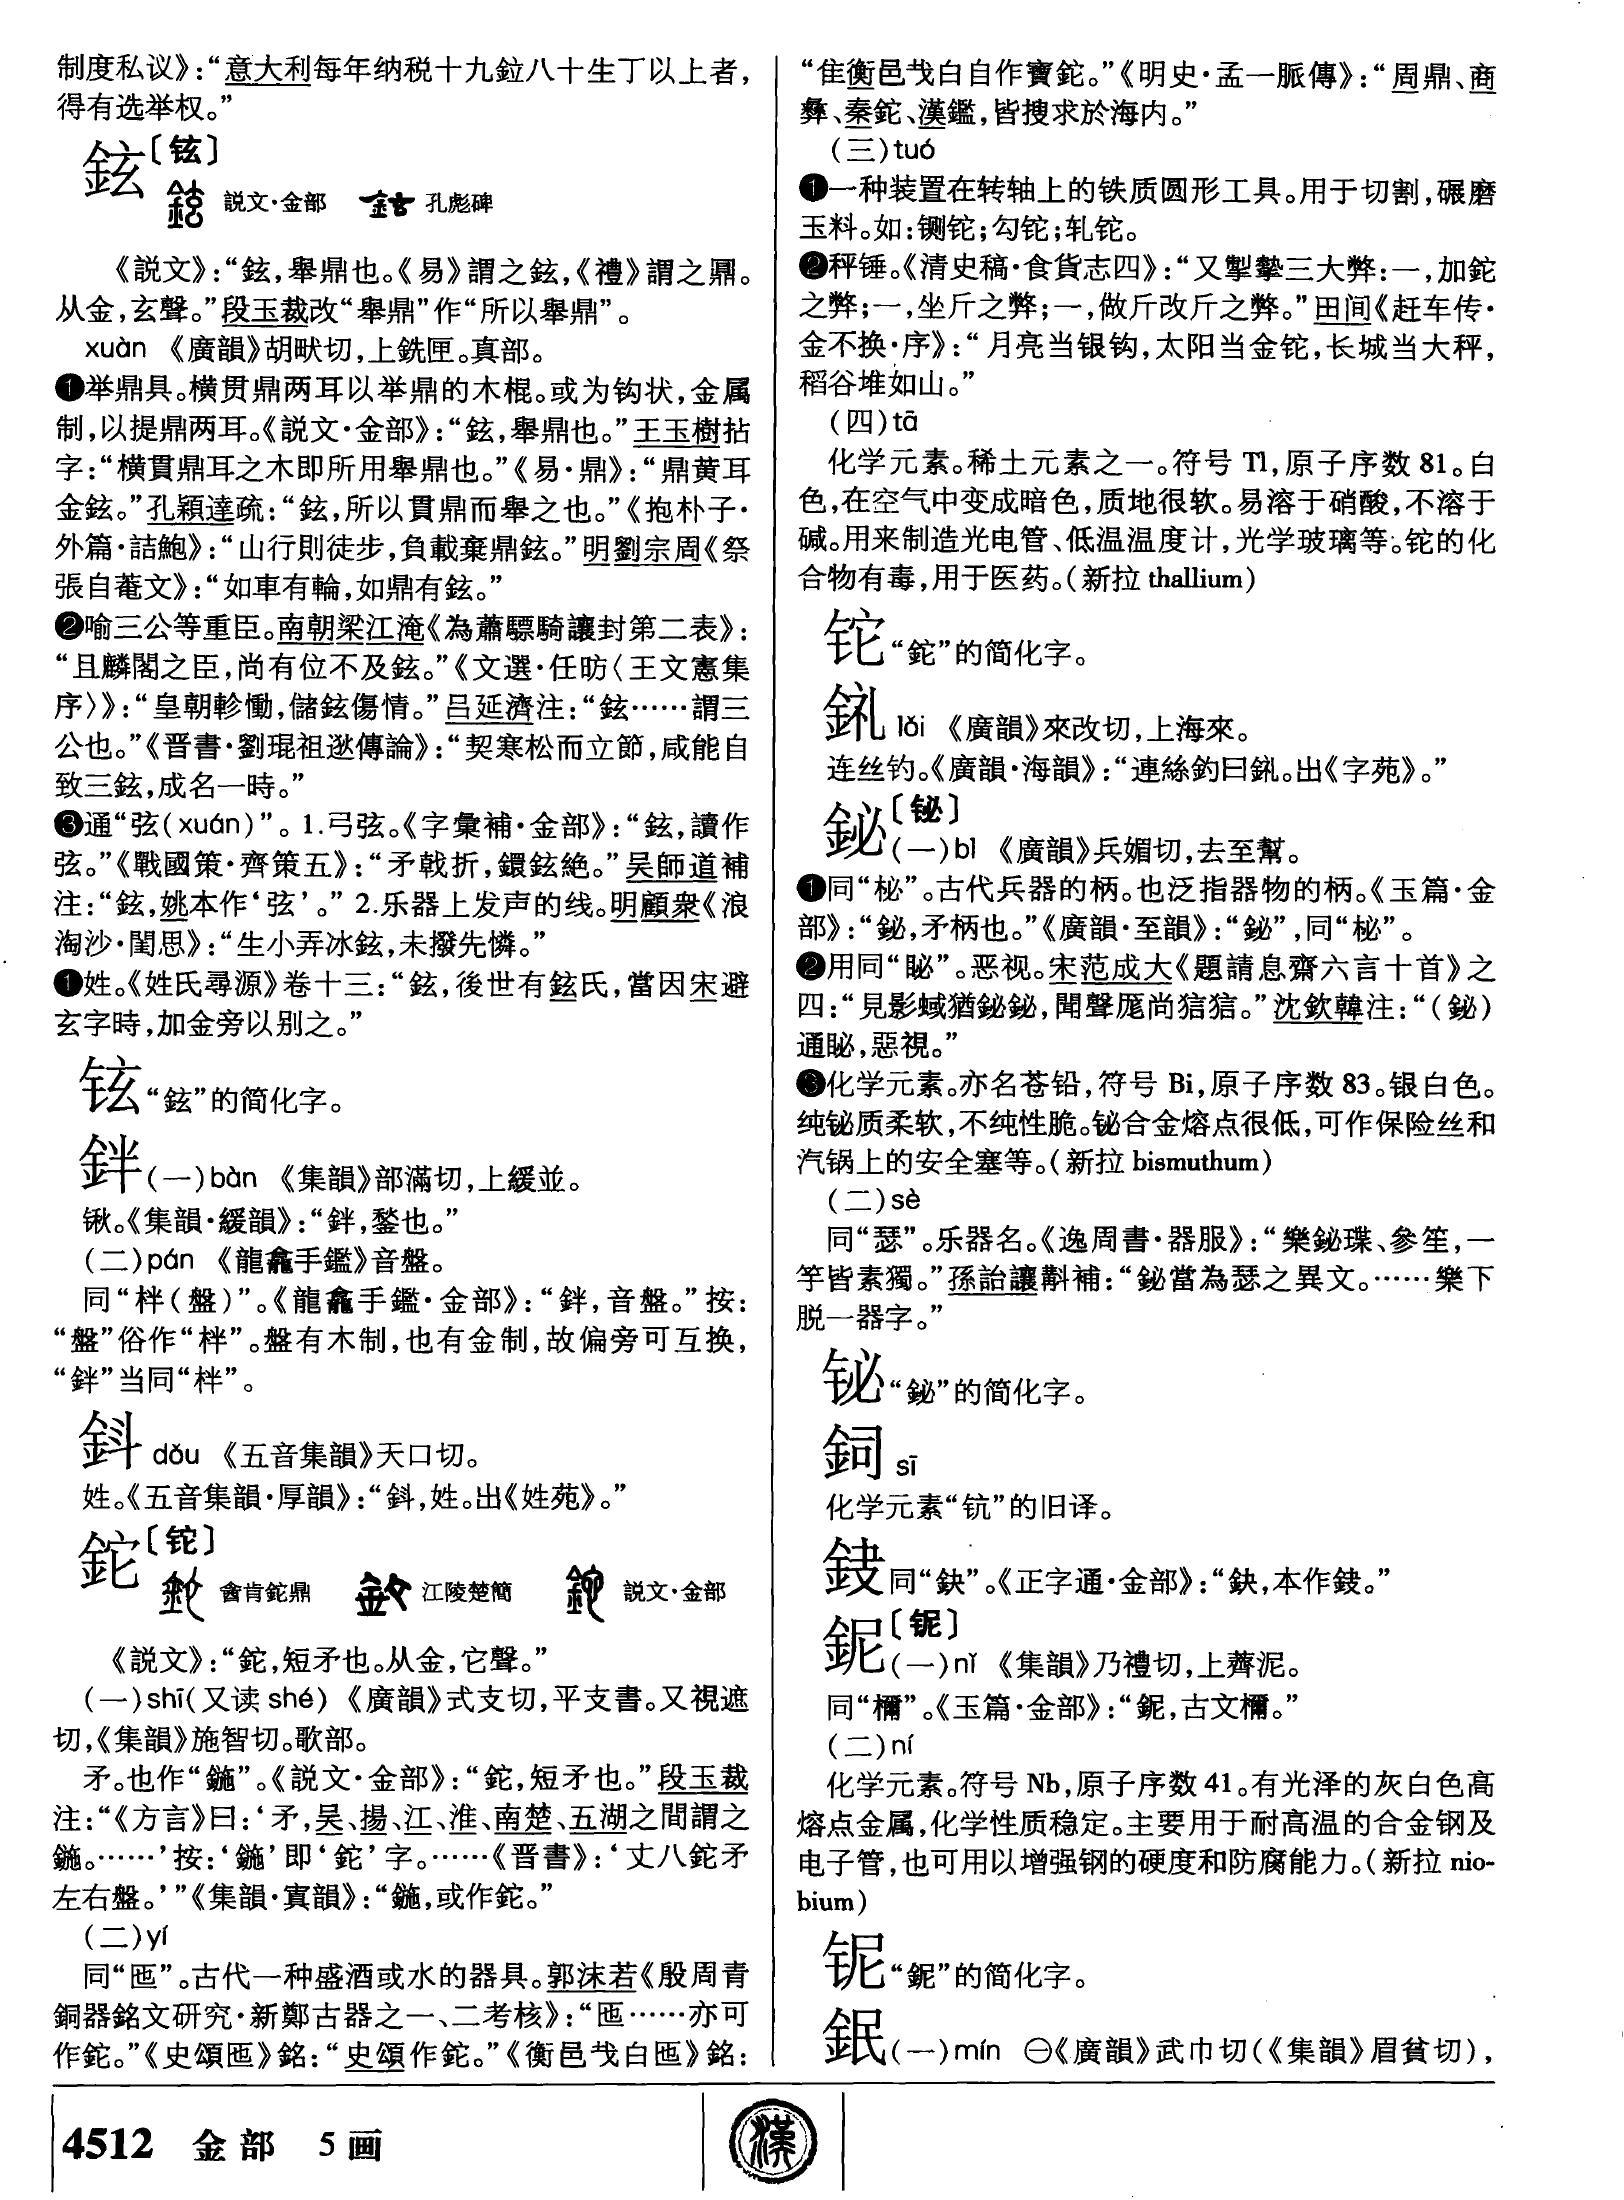 制度私议》：“意大利每年纳税十九鉝八十生丁以上者，
得有选举权。”
鉉〔铉〕
説文·金部 孔彪碑
《説文》：“鉉，舉鼎也。《易》謂之鉉，《禮》謂之鼏。
从金，玄聲。”段玉裁改“舉鼎”作“所以舉鼎”。
xuàn 《廣韻》胡畎切，上銑匣。真部。
❶举鼎具。横贯鼎两耳以举鼎的木棍。或为钩状，金属
制，以提鼎两耳。《説文·金部》：“鉉，舉鼎也。”王玉樹拈
字：“横貫鼎耳之木即所用舉鼎也。”《易·鼎》：“鼎黄耳
金鉉。”孔穎達疏：“鉉，所以貫鼎而舉之也。”《抱朴子·
外篇·詰鮑》：“山行則徒步，負載棄鼎鉉。”明劉宗周《祭
張自菴文》：“如車有輪，如鼎有鉉。”
❷喻三公等重臣。南朝梁江淹《為蕭驃騎讓封第二表》：
“且麟閣之臣，尚有位不及鉉。”《文選·任昉〈王文憲集
序〉》：“皇朝軫慟，儲鉉傷情。”吕延濟注：“鉉……謂三
公也。”《晋書·劉琨祖逖傳論》：“契寒松而立節，咸能自
致三鉉，成名一時。”
❸通“弦(xuán)”。1.弓弦。《字彙補·金部》：“鉉，讀作
弦。”《戰國策·齊策五》：“矛戟折，鐶鉉絶。”吴師道補
注：“鉉，姚本作‘弦’。”2.乐器上发声的线。明顧衆《浪
淘沙·閨思》：“生小弄冰鉉，未撥先憐。”
❶姓。《姓氏尋源》卷十三：“鉉，後世有鉉氏，當因宋避
玄字時，加金旁以别之。”
铉“鉉”的简化字。
鉡(一)bàn 《集韻》部滿切，上緩並。
锹。《集韻·緩韻》：“鉡，鍫也。”
(二)pán 《龍龕手鑑》音盤。
同“柈(盤)”。《龍龕手鑑·金部》：“鉡，音盤。”按：
“盤”俗作“柈”。盤有木制，也有金制，故偏旁可互换，
“鉡”当同“柈”。
鈄 dǒu 《五音集韻》天口切。
姓。《五音集韻·厚韻》：“鈄，姓。出《姓苑》。”
鉈〔铊〕
酓肯鉈鼎 江陵楚簡 説文·金部
《説文》：“鉈，短矛也。从金，它聲。”
(一)shī(又读shé) 《廣韻》式支切，平支書。又視遮
切，《集韻》施智切。歌部。
矛。也作“鍦”。《説文·金部》：“鉈，短矛也。”段玉裁
注：“《方言》曰：‘矛，吴、揚、江、淮、南楚、五湖之間謂之
鍦。……’按：‘鍦’即‘鉈’字。……《晋書》：‘丈八鉈矛
左右盤。’”《集韻·寘韻》：“鍦，或作鉈。”
(二)yí
同“匜”。古代一种盛酒或水的器具。郭沫若《殷周青
銅器銘文研究·新鄭古器之一、二考核》：“匜……亦可
作鉈。”《史頌匜》銘：“史頌作鉈。”《衡邑戈白匜》銘：
“隹衡邑戈白自作寶鉈。”《明史·孟一脈傳》：“周鼎、商
彝、秦鉈、漢鑑，皆搜求於海内。”
(三)tuó
❶一种装置在转轴上的铁质圆形工具。用于切割，碾磨
玉料。如：铡铊；勾铊；轧铊。
❷秤锤。《清史稿·食貨志四》：“又掣摯三大弊：一，加鉈
之弊；一，坐斤之弊；一，做斤改斤之弊。”田间《赶车传·
金不换·序》：“月亮当银钩，太阳当金铊，长城当大秤，
稻谷堆如山。”
(四)tā
化学元素。稀土元素之一。符号 Tl，原子序数81。白
色，在空气中变成暗色，质地很软。易溶于硝酸，不溶于
碱。用来制造光电管、低温温度计，光学玻璃等。铊的化
合物有毒，用于医药。(新拉 thallium)
铊“鉈”的简化字。
釠 lǎi 《廣韻》來改切，上海來。
连丝钓。《廣韻·海韻》：“連絲釣曰釠。出《字苑》。”
鉍〔铋〕
(一)bì 《廣韻》兵媚切，去至幫。
❶同“柲”。古代兵器的柄。也泛指器物的柄。《玉篇·金
部》：“鉍，矛柄也。”《廣韻·至韻》：“鉍”，同“柲”。
❷用同“䀣”。恶视。宋范成大《題請息齋六言十首》之
四：“見影蜮猶鉍鉍，聞聲厖尚狺狺。”沈欽韓注：“(鉍)
通䀣，惡視。”
❸化学元素。亦名苍铅，符号 Bi，原子序数83。银白色。
纯铋质柔软，不纯性脆。铋合金熔点很低，可作保险丝和
汽锅上的安全塞等。(新拉 bismuthum)
(二)sè
同“瑟”。乐器名。《逸周書·器服》：“樂鉍瑹、參笙，一
竽皆素獨。”孫詒讓斠補：“鉍當為瑟之異文。……樂下
脱一器字。”
铋“鉍”的简化字。
鉰 sī
化学元素“钪”的旧译。
䤦同“鈌”。《正字通·金部》：“鈌，本作䤦。”
鈮〔铌〕
(一)nǐ 《集韻》乃禮切，上薺泥。
同“檷”。《玉篇·金部》：“鈮，古文檷。”
(二)ní
化学元素。符号 Nb，原子序数41。有光泽的灰白色高
熔点金属，化学性质稳定。主要用于耐高温的合金钢及
电子管，也可用以增强钢的硬度和防腐能力。(新拉 nio-
bium)
铌“鈮”的简化字。
鈱(一)mín ㊀《廣韻》武巾切(《集韻》眉貧切)，
4512 金部 5画
漢